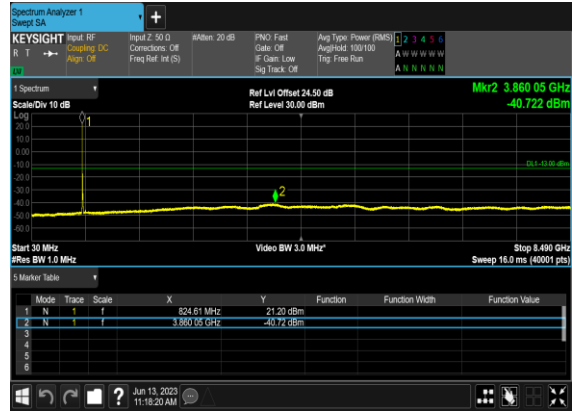 Spectrum Analyzer 1
Swept SA
+
KEYSIGHT Input: RF Input Z: 50 Ω #Atten: 20 dB PNO: Fast Avg Type: Power (RMS) 1 2 3 4 5 6
R T Coupling: DC Corrections: Off Gate: Off Avg|Hold: 100/100 A W W W W W
Align: Off Freq Ref: Int (S) IF Gain: Low Trig: Free Run
Sig Track: Off A N N N N N
1 Spectrum Ref Lvl Offset 24.50 dB Mkr2 3.860 05 GHz
Scale/Div 10 dB Ref Level 30.00 dBm -40.722 dBm
Log
1
20.0
10.0
0.00
-10.0
DL1 -13.00 dBm
-20.0
-30.0
2
-40.0
-50.0
-60.0
Start 30 MHz Video BW 3.0 MHz* Stop 8.490 GHz
#Res BW 1.0 MHz Sweep 16.0 ms (40001 pts)
5 Marker Table
Mode Trace Scale X Y Function Function Width Function Value
1 N 1 f 824.61 MHz 21.20 dBm
2 N 1 f 3.860 05 GHz -40.72 dBm
3
4
5
6
? Jun 13, 2023
11:18:20 AM